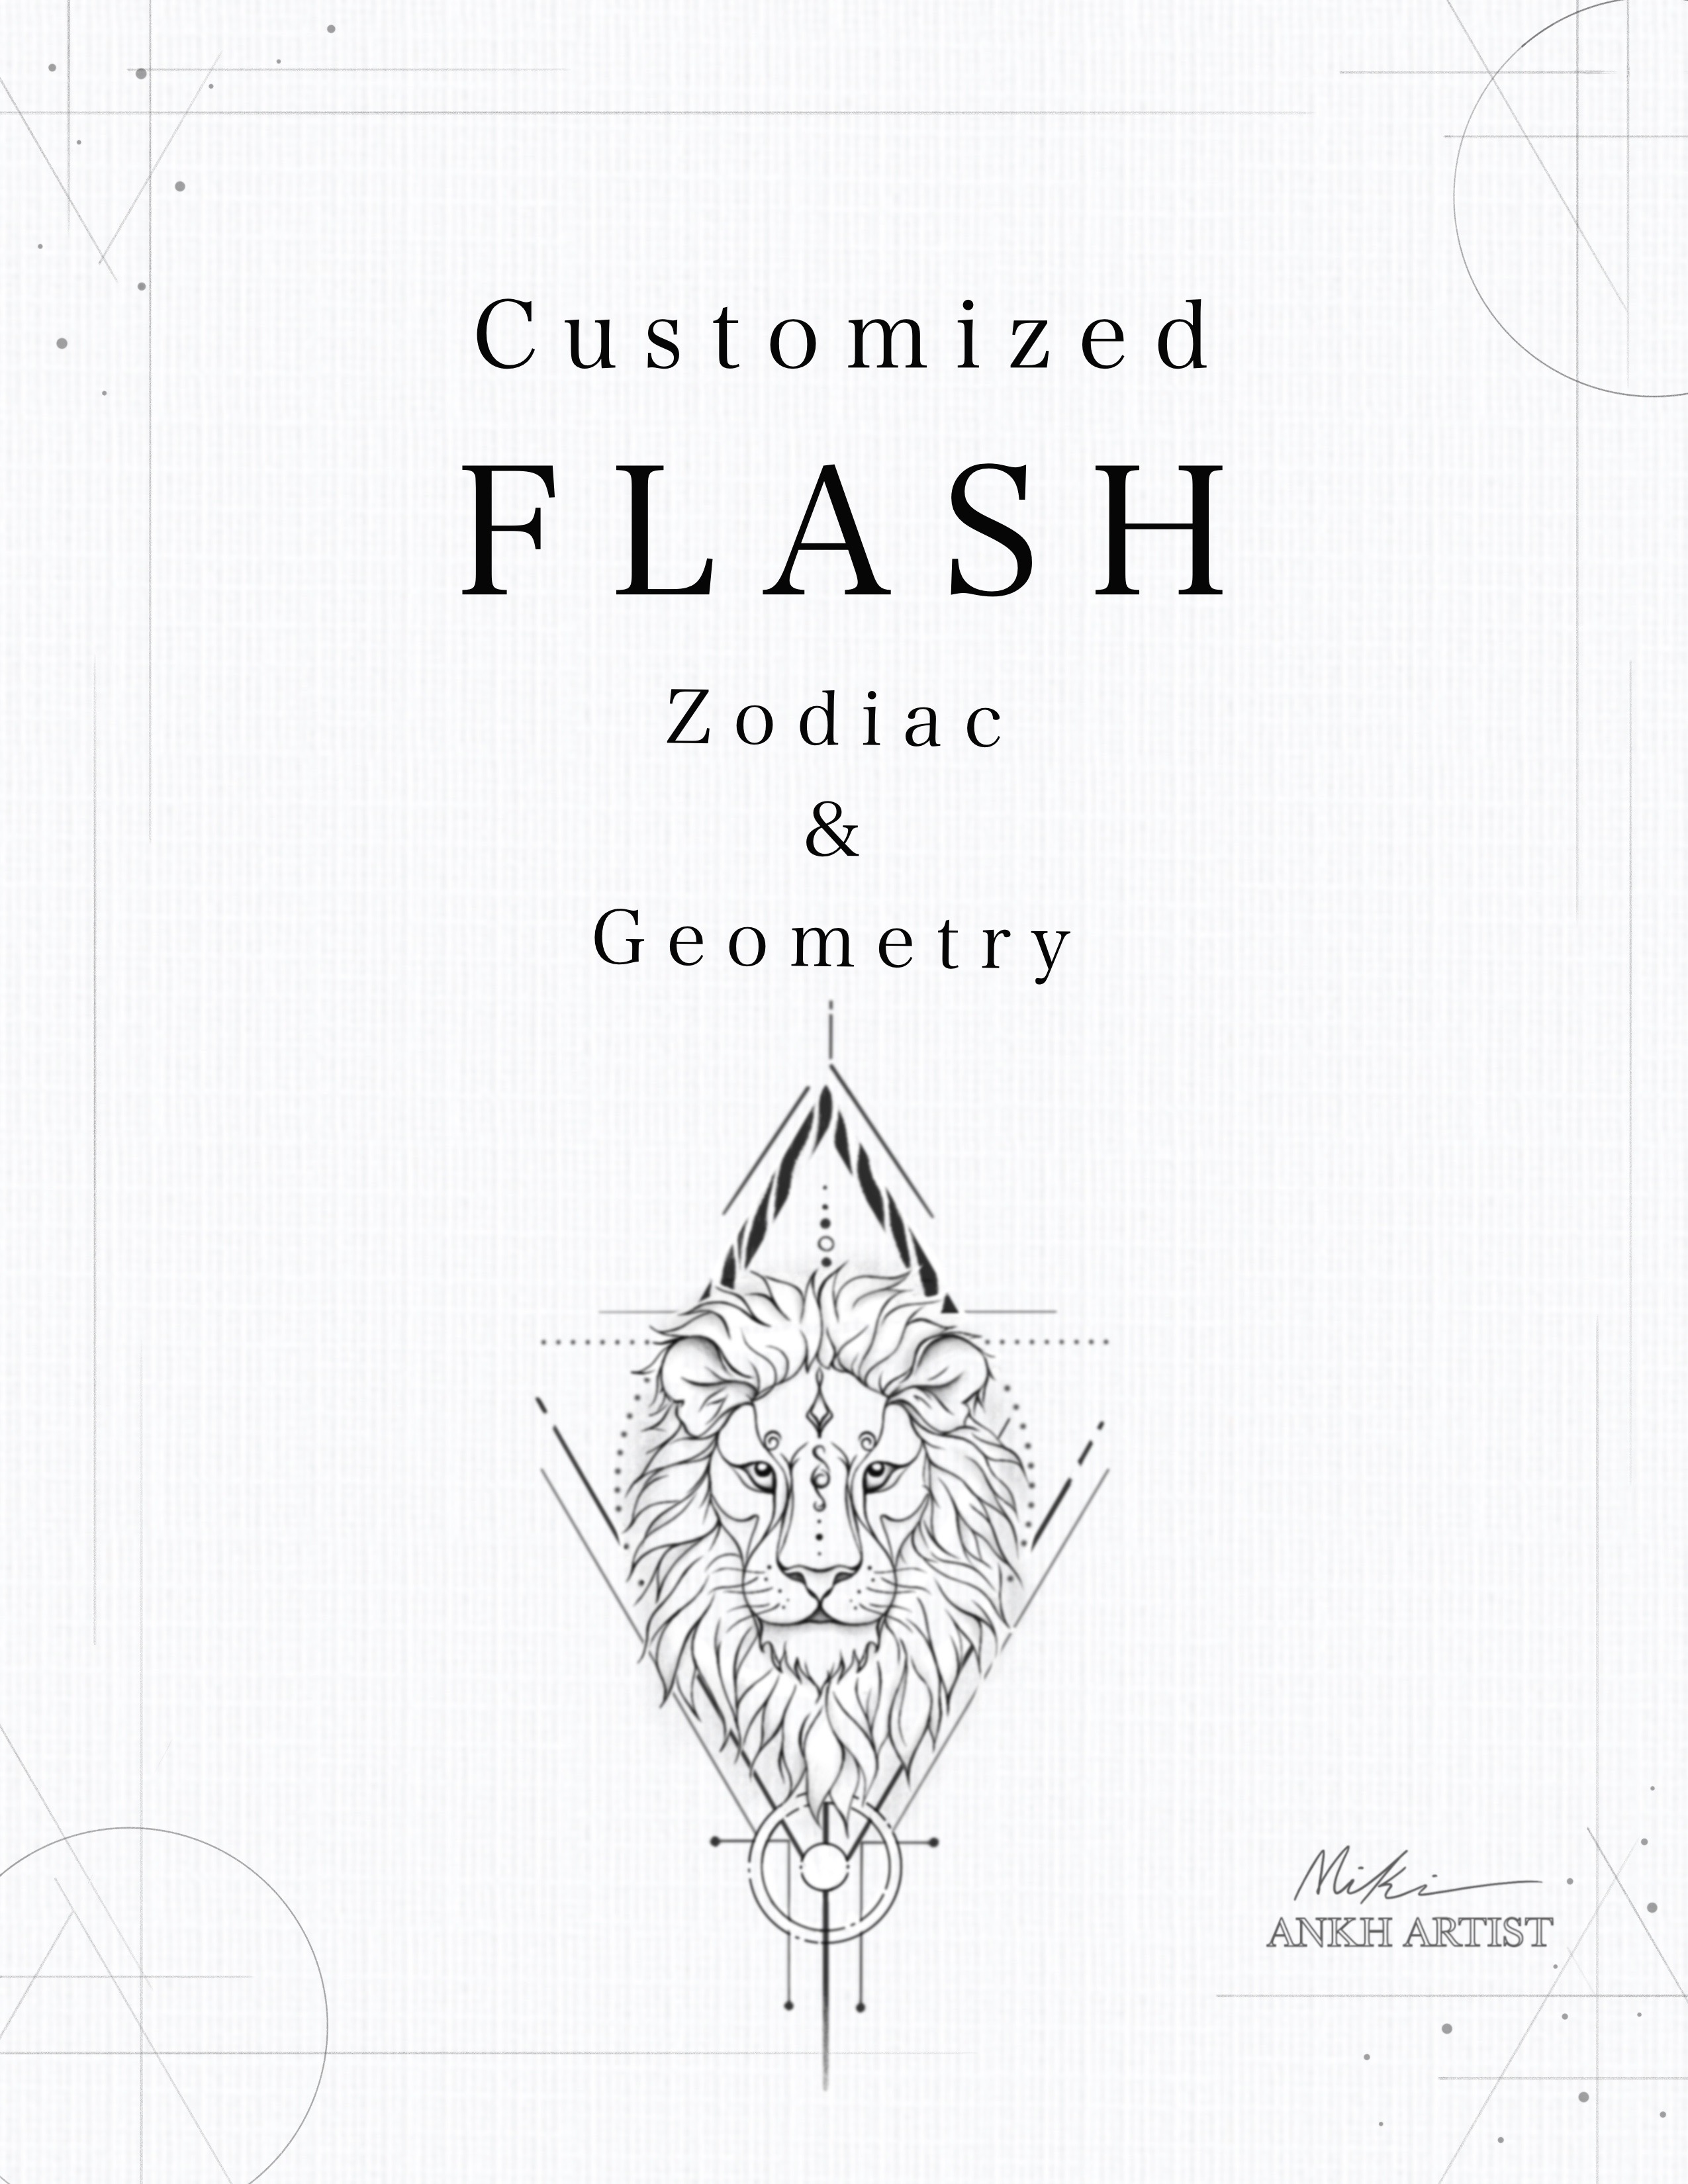 Customized
FLASH
Zodiac
&
Geometry
Miki
ANKH ARTIST